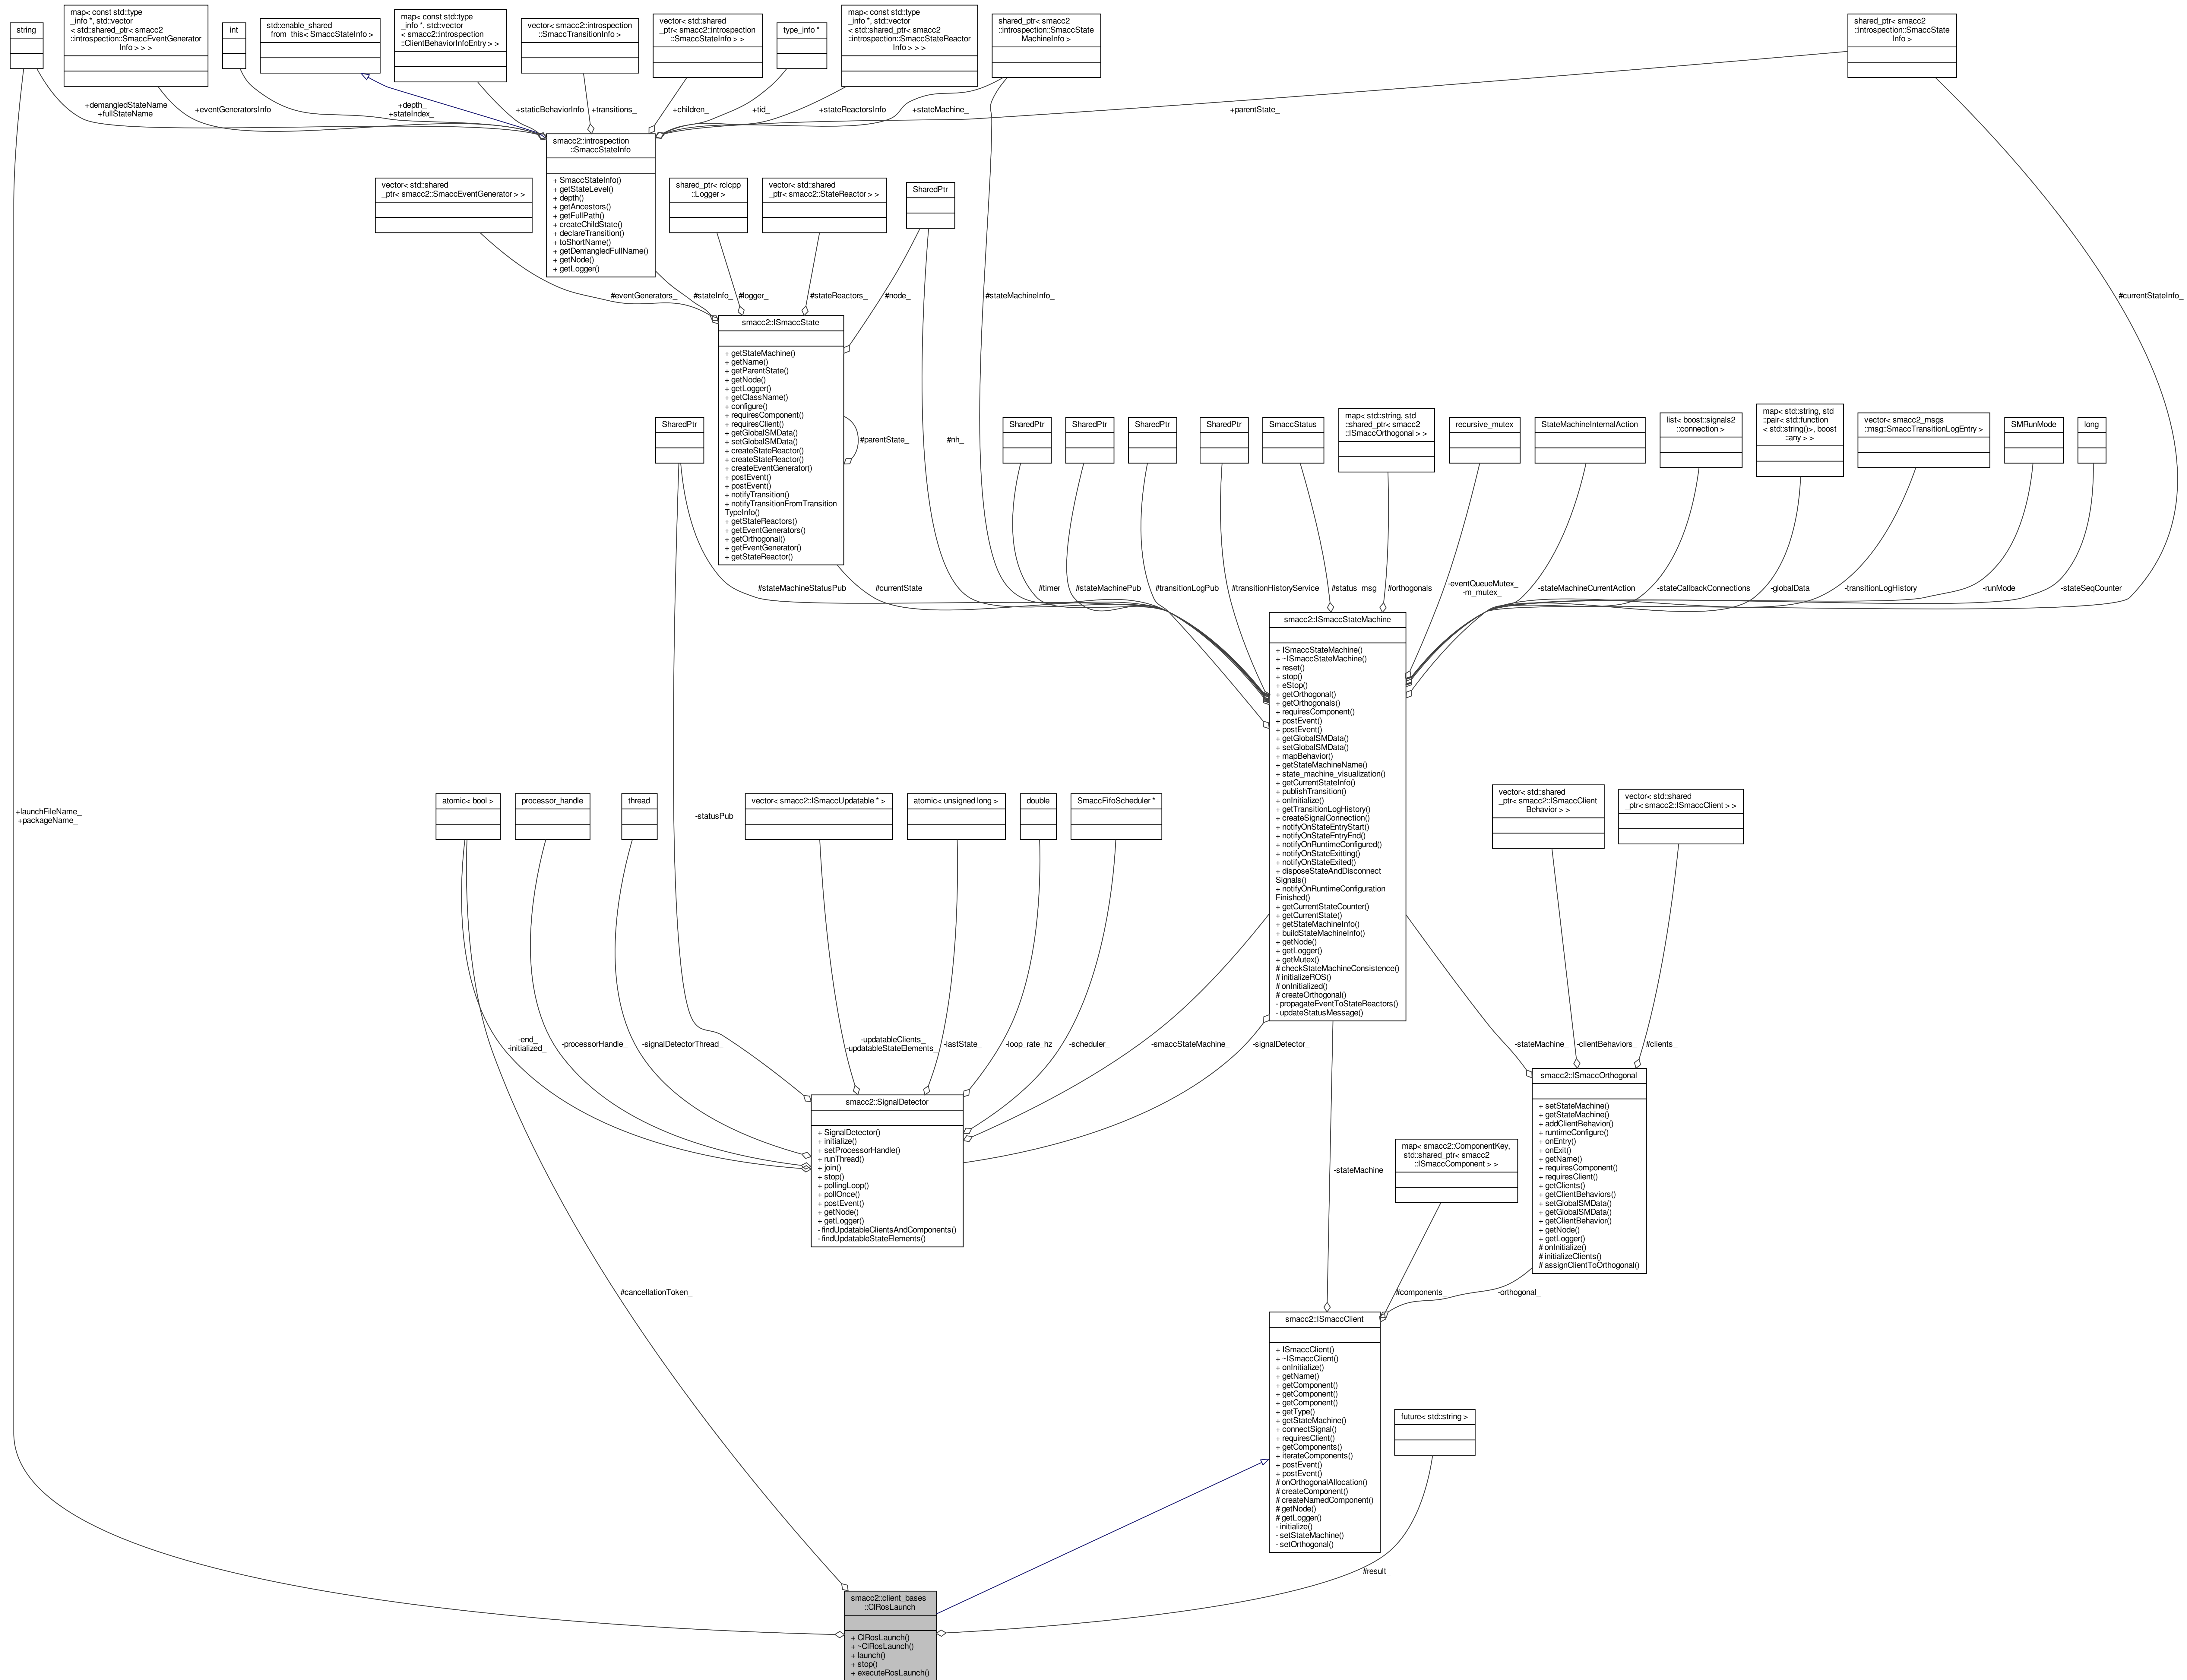 string
map< const std::type
_info *, std::vector
< std::shared_ptr< smacc2
::introspection::SmaccEventGenerator
Info > > >
int
std::enable_shared
_from_this< SmaccStateInfo >
map< const std::type
_info *, std::vector
< smacc2::introspection
::ClientBehaviorInfoEntry > >
vector< smacc2::introspection
::SmaccTransitionInfo >
vector< std::shared
_ptr< smacc2::introspection
::SmaccStateInfo > >
type_info *
map< const std::type
_info *, std::vector
< std::shared_ptr< smacc2
::introspection::SmaccStateReactor
Info > > >
shared_ptr< smacc2
::introspection::SmaccState
MachineInfo >
shared_ptr< smacc2
::introspection::SmaccState
Info >
+demangledStateName
+fullStateName
+eventGeneratorsInfo
+depth_
+stateIndex_
+staticBehaviorInfo
+transitions_
+children_
+tid_
+stateReactorsInfo
+stateMachine_
+parentState_
smacc2::introspection
::SmaccStateInfo
+ SmaccStateInfo()
+ getStateLevel()
+ depth()
+ getAncestors()
+ getFullPath()
+ createChildState()
+ declareTransition()
+ toShortName()
+ getDemangledFullName()
+ getNode()
+ getLogger()
vector< std::shared
_ptr< smacc2::SmaccEventGenerator > >
shared_ptr< rclcpp
::Logger >
vector< std::shared
_ptr< smacc2::StateReactor > >
SharedPtr
#eventGenerators_
#stateInfo_
#logger_
#stateReactors_
#node_
#stateMachineInfo_
#currentStateInfo_
smacc2::ISmaccState
+ getStateMachine()
+ getName()
+ getParentState()
+ getNode()
+ getLogger()
+ getClassName()
+ configure()
+ requiresComponent()
+ requiresClient()
+ getGlobalSMData()
+ setGlobalSMData()
+ createStateReactor()
+ createStateReactor()
+ createEventGenerator()
+ postEvent()
+ postEvent()
+ notifyTransition()
+ notifyTransitionFromTransition
TypeInfo()
+ getStateReactors()
+ getEventGenerators()
+ getOrthogonal()
+ getEventGenerator()
+ getStateReactor()
#parentState_
#nh_
SharedPtr
SharedPtr
SharedPtr
SharedPtr
SharedPtr
SmaccStatus
map< std::string, std
::shared_ptr< smacc2
::ISmaccOrthogonal > >
recursive_mutex
StateMachineInternalAction
list< boost::signals2
::connection >
map< std::string, std
::pair< std::function
< std::string()>, boost
::any > >
vector< smacc2_msgs
::msg::SmaccTransitionLogEntry >
SMRunMode
long
#stateMachineStatusPub_
#currentState_
#timer_
#stateMachinePub_
#transitionLogPub_
#transitionHistoryService_
#status_msg_
#orthogonals_
-eventQueueMutex_
-m_mutex_
-stateMachineCurrentAction
-stateCallbackConnections
-globalData_
-transitionLogHistory_
-runMode_
-stateSeqCounter_
smacc2::ISmaccStateMachine
+ ISmaccStateMachine()
+ ~ISmaccStateMachine()
+ reset()
+ stop()
+ eStop()
+ getOrthogonal()
+ getOrthogonals()
+ requiresComponent()
+ postEvent()
+ postEvent()
+ getGlobalSMData()
+ setGlobalSMData()
+ mapBehavior()
+ getStateMachineName()
+ state_machine_visualization()
+ getCurrentStateInfo()
+ publishTransition()
+ onInitialize()
+ getTransitionLogHistory()
+ createSignalConnection()
+ notifyOnStateEntryStart()
+ notifyOnStateEntryEnd()
+ notifyOnRuntimeConfigured()
+ notifyOnStateExitting()
+ notifyOnStateExited()
+ disposeStateAndDisconnect
Signals()
+ notifyOnRuntimeConfiguration
Finished()
+ getCurrentStateCounter()
+ getCurrentState()
+ getStateMachineInfo()
+ buildStateMachineInfo()
+ getNode()
+ getLogger()
+ getMutex()
# checkStateMachineConsistence()
# initializeROS()
# onInitialized()
# createOrthogonal()
- propagateEventToStateReactors()
- updateStatusMessage()
+launchFileName_
+packageName_
atomic< bool >
processor_handle
thread
-statusPub_
vector< smacc2::ISmaccUpdatable * >
atomic< unsigned long >
double
SmaccFifoScheduler *
vector< std::shared
_ptr< smacc2::ISmaccClient
Behavior > >
vector< std::shared
_ptr< smacc2::ISmaccClient > >
-end_
-initialized_
-processorHandle_
-signalDetectorThread_
-updatableClients_
-updatableStateElements_
-lastState_
-loop_rate_hz
-scheduler_
-smaccStateMachine_
-signalDetector_
-stateMachine_
-clientBehaviors_
#clients_
smacc2::SignalDetector
+ SignalDetector()
+ initialize()
+ setProcessorHandle()
+ runThread()
+ join()
+ stop()
+ pollingLoop()
+ pollOnce()
+ postEvent()
+ getNode()
+ getLogger()
- findUpdatableClientsAndComponents()
- findUpdatableStateElements()
smacc2::ISmaccOrthogonal
+ setStateMachine()
+ getStateMachine()
+ addClientBehavior()
+ runtimeConfigure()
+ onEntry()
+ onExit()
+ getName()
+ requiresComponent()
+ requiresClient()
+ getClients()
+ getClientBehaviors()
+ setGlobalSMData()
+ getGlobalSMData()
+ getClientBehavior()
+ getNode()
+ getLogger()
# onInitialize()
# initializeClients()
# assignClientToOrthogonal()
-stateMachine_
map< smacc2::ComponentKey,
std::shared_ptr< smacc2
::ISmaccComponent > >
#cancellationToken_
#components_
-orthogonal_
smacc2::ISmaccClient
+ ISmaccClient()
+ ~ISmaccClient()
+ onInitialize()
+ getName()
+ getComponent()
+ getComponent()
+ getComponent()
+ getType()
+ getStateMachine()
+ connectSignal()
+ requiresClient()
+ getComponents()
+ iterateComponents()
+ postEvent()
+ postEvent()
# onOrthogonalAllocation()
# createComponent()
# createNamedComponent()
# getNode()
# getLogger()
- initialize()
- setStateMachine()
- setOrthogonal()
future< std::string >
#result_
smacc2::client_bases
::ClRosLaunch
+ ClRosLaunch()
+ ~ClRosLaunch()
+ launch()
+ stop()
+ executeRosLaunch()